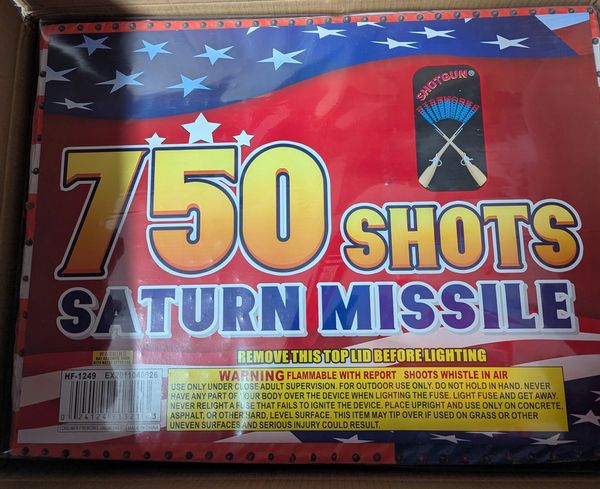 SHOTGUN
FIREWORKS
®
750 SHOTS
SATURN MISSILE
REMOVE THIS TOP LID BEFORE LIGHTING
WARNING
HF-1249
WARNING FLAMMABLE WITH REPORT SHOOTS WHISTLE IN AIR
USE ONLY UNDER CLOSE ADULT SUPERVISION. FOR OUTDOOR USE ONLY. DO NOT HOLD IN HAND. NEVER
HAVE ANY PART OF YOUR BODY OVER THE DEVICE WHEN LIGHTING THE FUSE. LIGHT FUSE AND GET AWAY.
NEVER RELIGHT A FUSE THAT FAILS TO IGNITE THE DEVICE. PLACE UPRIGHT AND USE ONLY ON CONCRETE,
ASPHALT, OR OTHER HARD, LEVEL SURFACE. THIS ITEM MAY TIP OVER IF USED ON GRASS OR OTHER
UNEVEN SURFACES AND SERIOUS INJURY COULD RESULT.
MADE IN CHINA